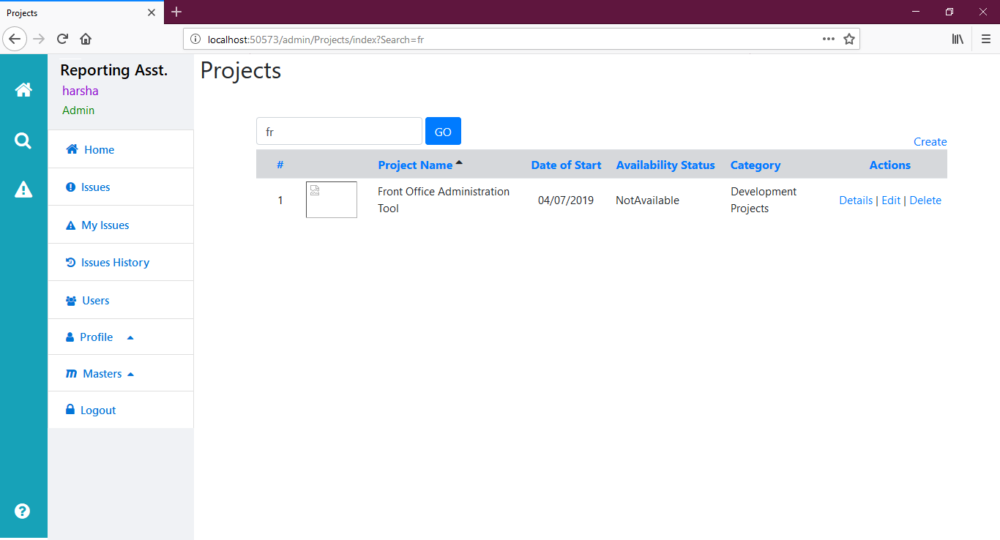 Projects
localhost:50573/admin/Projects/index?Search=fr
Reporting Asst.
harsha
Admin
Home
Issues
My Issues
Issues History
Users
Profile
Masters
Logout
Projects
fr
GO
Create
# Project Name Date of Start Availability Status Category Actions
1 Front Office Administration Tool 04/07/2019 NotAvailable Development Projects Details | Edit | Delete